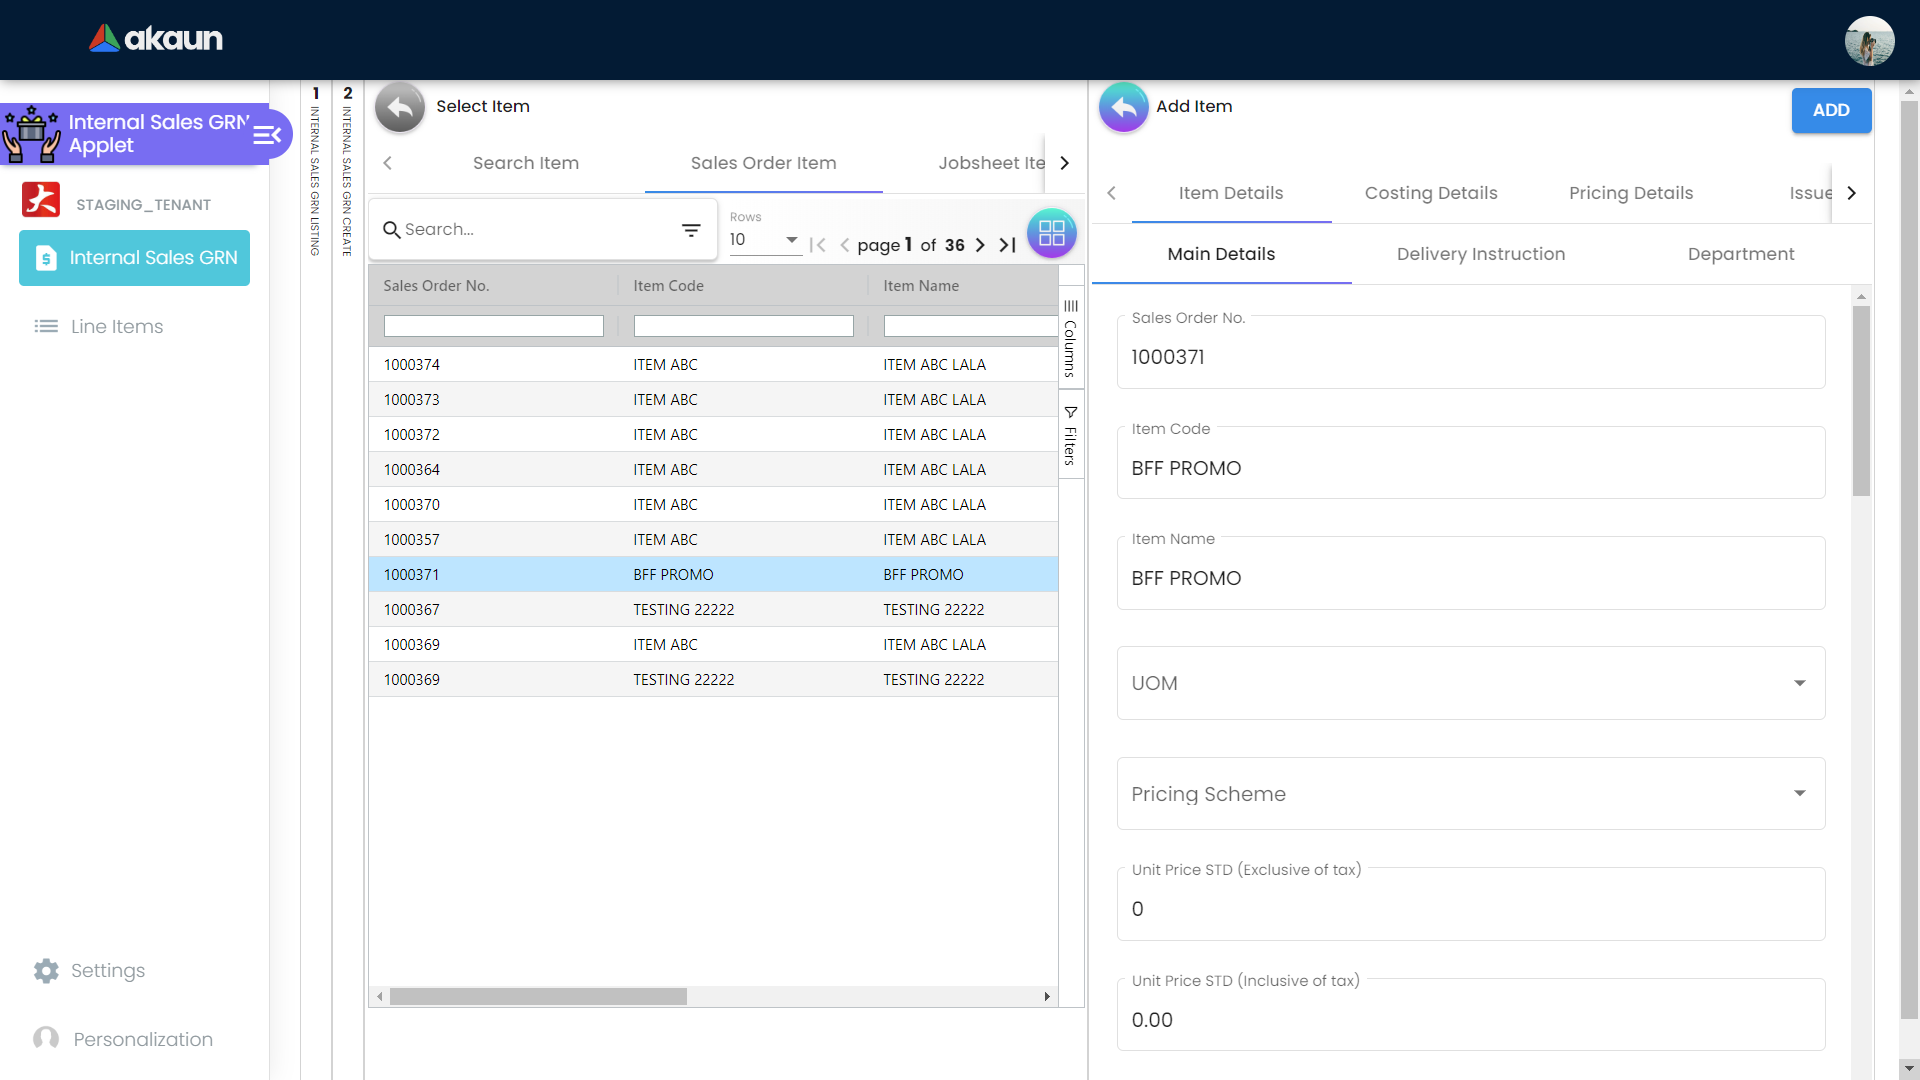 akaun
Internal Sales GRN
Applet
STAGING_TENANT
Internal Sales GRN
Line Items
Settings
Personalization
1
INTERNAL SALES GRN LISTING
2
INTERNAL SALES GRN CREATE
Select Item
Search Item
Sales Order Item
Jobsheet Ite
Search...
Rows
10
page 1 of 36
Sales Order No. Item Code Item Name
1000374 ITEM ABC ITEM ABC LALA
1000373 ITEM ABC ITEM ABC LALA
1000372 ITEM ABC ITEM ABC LALA
1000364 ITEM ABC ITEM ABC LALA
1000370 ITEM ABC ITEM ABC LALA
1000357 ITEM ABC ITEM ABC LALA
1000371 BFF PROMO BFF PROMO
1000367 TESTING 22222 TESTING 22222
1000369 ITEM ABC ITEM ABC LALA
1000369 TESTING 22222 TESTING 22222
Columns
Filters
Add Item
ADD
Item Details
Costing Details
Pricing Details
Issue
Main Details
Delivery Instruction
Department
Sales Order No.
1000371
Item Code
BFF PROMO
Item Name
BFF PROMO
UOM
Pricing Scheme
Unit Price STD (Exclusive of tax)
0
Unit Price STD (Inclusive of tax)
0.00